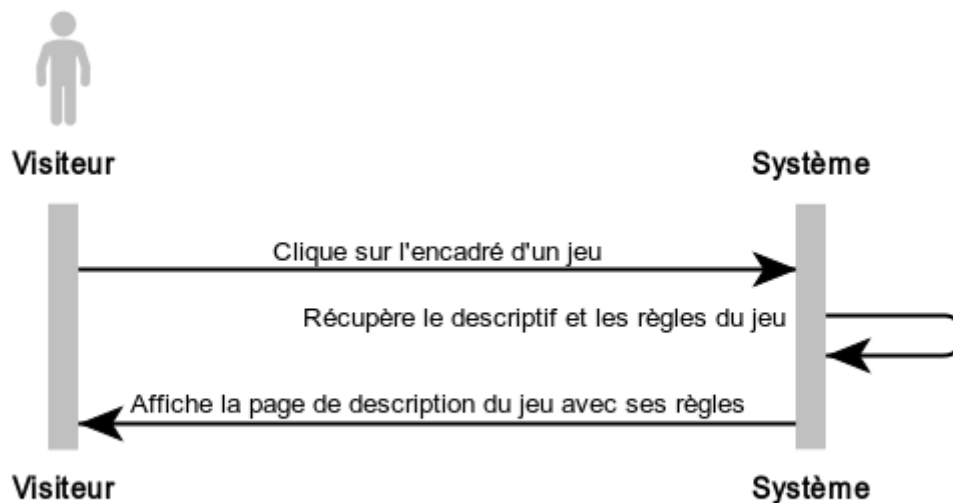 Visiteur
Système
Clique sur l'encadré d'un jeu
Récupère le descriptif et les règles du jeu
Affiche la page de description du jeu avec ses règles
Visiteur
Système